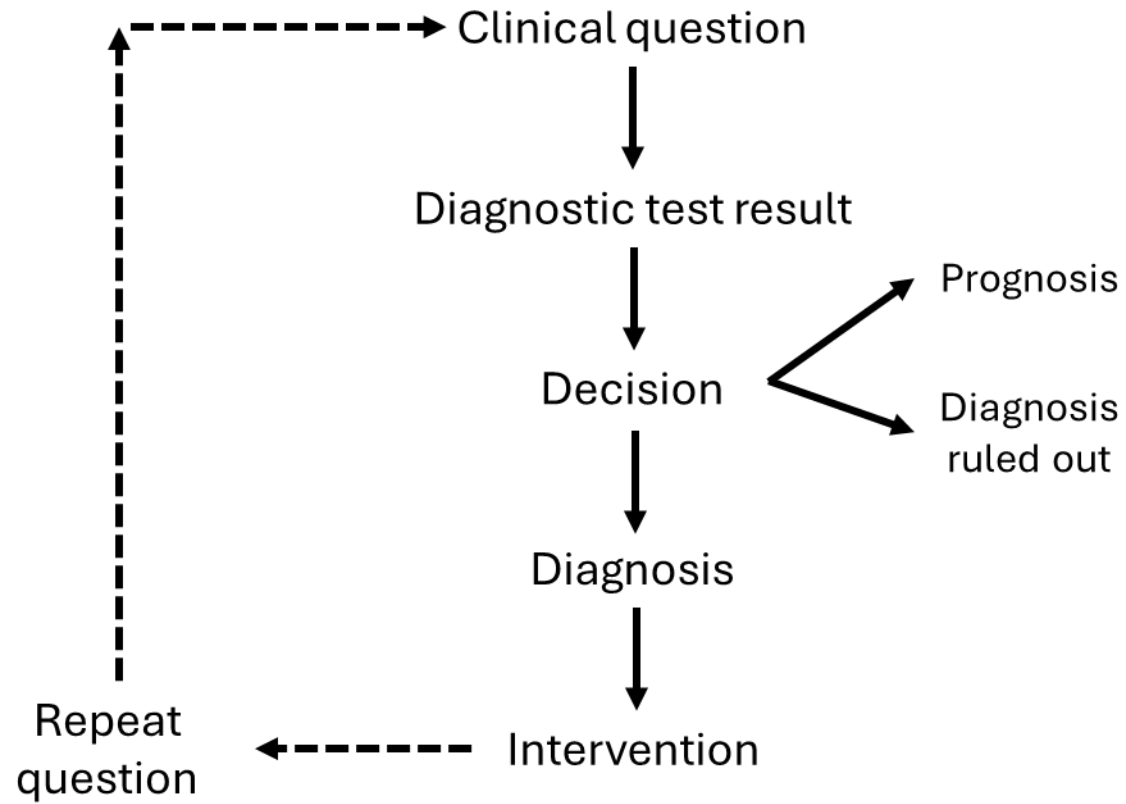 Clinical question
Diagnostic test result
Prognosis
Decision
Diagnosis
ruled out
Diagnosis
Intervention
Repeat
question